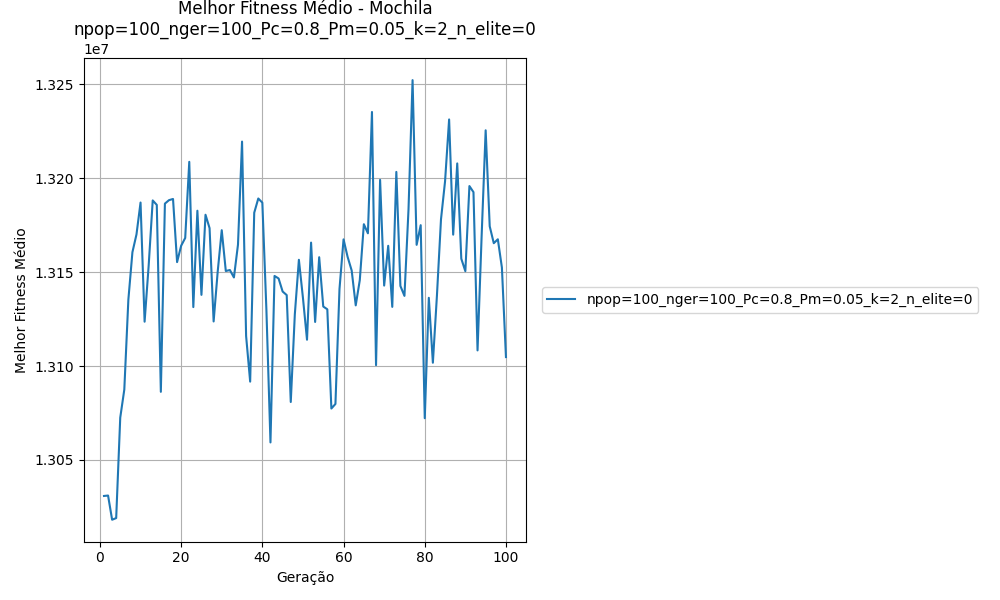 Melhor Fitness Médio - Mochila
npop=100_nger=100_Pc=0.8_Pm=0.05_k=2_n_elite=0
1e7
1.325
1.320
1.315
1.310
1.305
Melhor Fitness Médio
0 20 40 60 80 100
Geração
npop=100_nger=100_Pc=0.8_Pm=0.05_k=2_n_elite=0